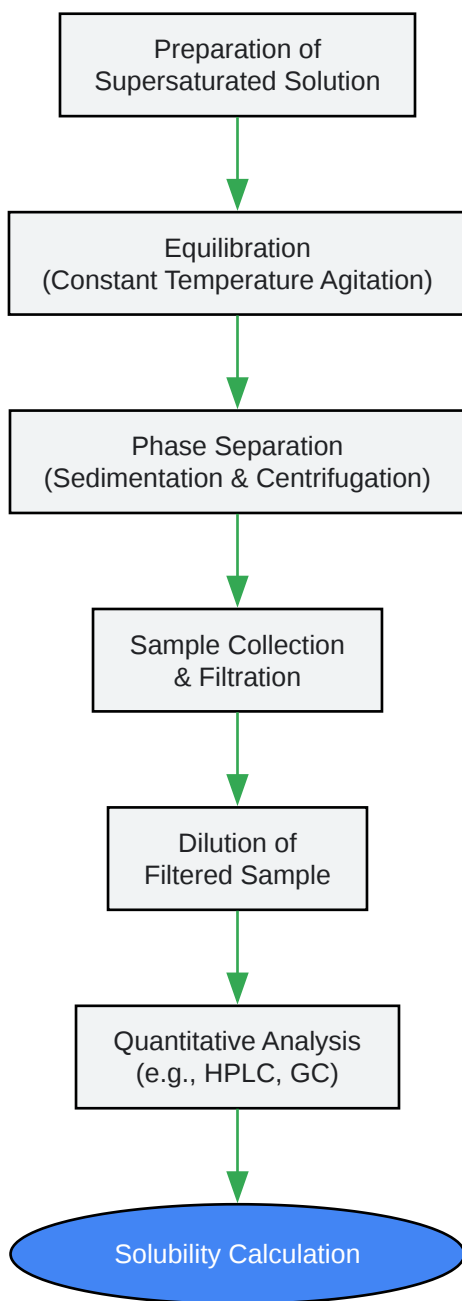 Preparation of
Supersaturated Solution
Equilibration
(Constant Temperature Agitation)
Phase Separation
(Sedimentation & Centrifugation)
Sample Collection
& Filtration
Dilution of
Filtered Sample
Quantitative Analysis
(e.g., HPLC, GC)
Solubility Calculation